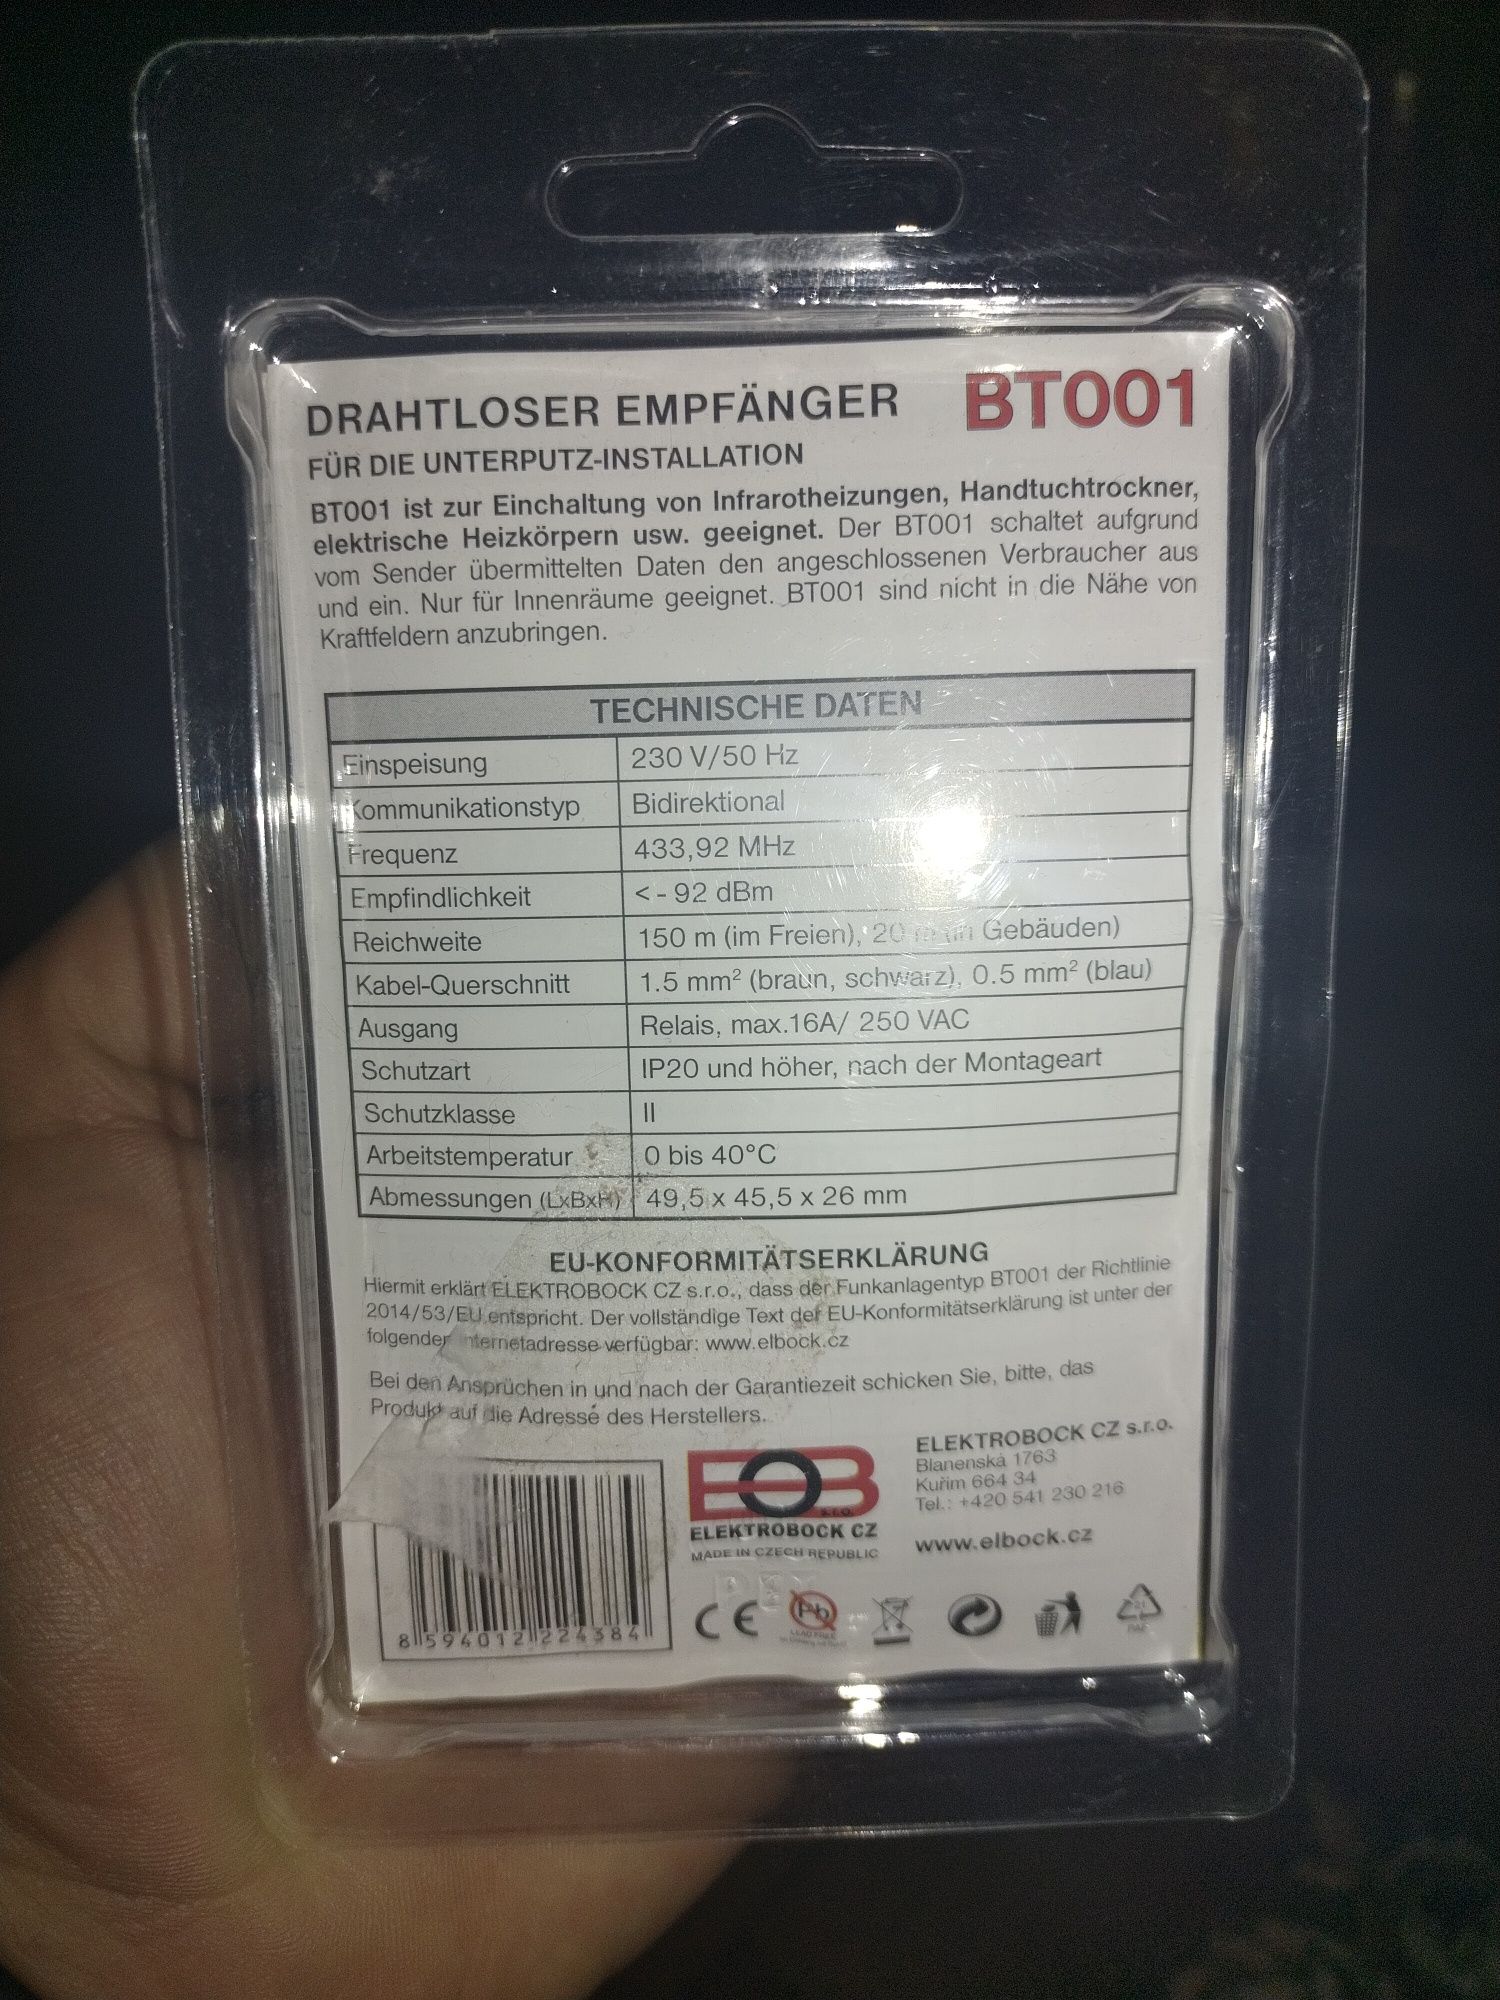 DRAHTLOSER EMPFÄNGER BT001
FÜR DIE UNTERPUTZ-INSTALLATION
BT001 ist zur Einchaltung von Infrarotheizungen, Handtuchtrockner,
elektrische Heizkörpern usw. geeignet. Der BT001 schaltet aufgrund
vom Sender übermittelten Daten den angeschlossenen Verbraucher aus
und ein. Nur für Innenräume geeignet. BT001 sind nicht in die Nähe von
Kraftfeldern anzubringen.
TECHNISCHE DATEN
Einspeisung 230 V/50 Hz
Kommunikationstyp Bidirektional
Frequenz 433,92 MHz
Empfindlichkeit < - 92 dBm
Reichweite 150 m (im Freien), 20 m (in Gebäuden)
Kabel-Querschnitt 1.5 mm² (braun, schwarz), 0.5 mm² (blau)
Ausgang Relais, max.16A/ 250 VAC
Schutzart IP20 und höher, nach der Montageart
Schutzklasse II
Arbeitstemperatur 0 bis 40°C
Abmessungen (LxBxH) 49,5 x 45,5 x 26 mm
EU-KONFORMITÄTSERKLÄRUNG
Hiermit erklärt ELEKTROBOCK CZ s.r.o., dass der Funkanlagentyp BT001 der Richtlinie
2014/53/EU entspricht. Der vollständige Text der EU-Konformitätserklärung ist unter der
folgender Internetadresse verfügbar: www.elbock.cz
Bei den Ansprüchen in und nach der Garantiezeit schicken Sie, bitte, das
Produkt auf die Adresse des Herstellers.
EOB
s.r.o.
ELEKTROBOCK CZ
MADE IN CZECH REPUBLIC
ELEKTROBOCK CZ s.r.o.
Blanenská 1763
Kuřim 664 34
Tel.: +420 541 230 216
www.elbock.cz
8 594012 224384
CE Pb
LEAD FREE
21
PAP